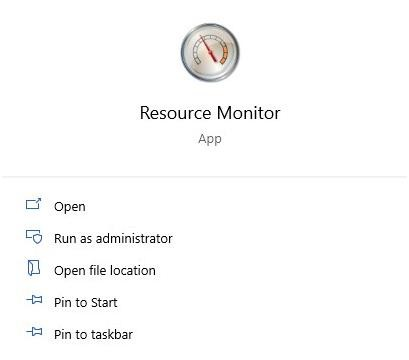 Resource Monitor
App
Open
Run as administrator
Open file location
Pin to Start
Pin to taskbar